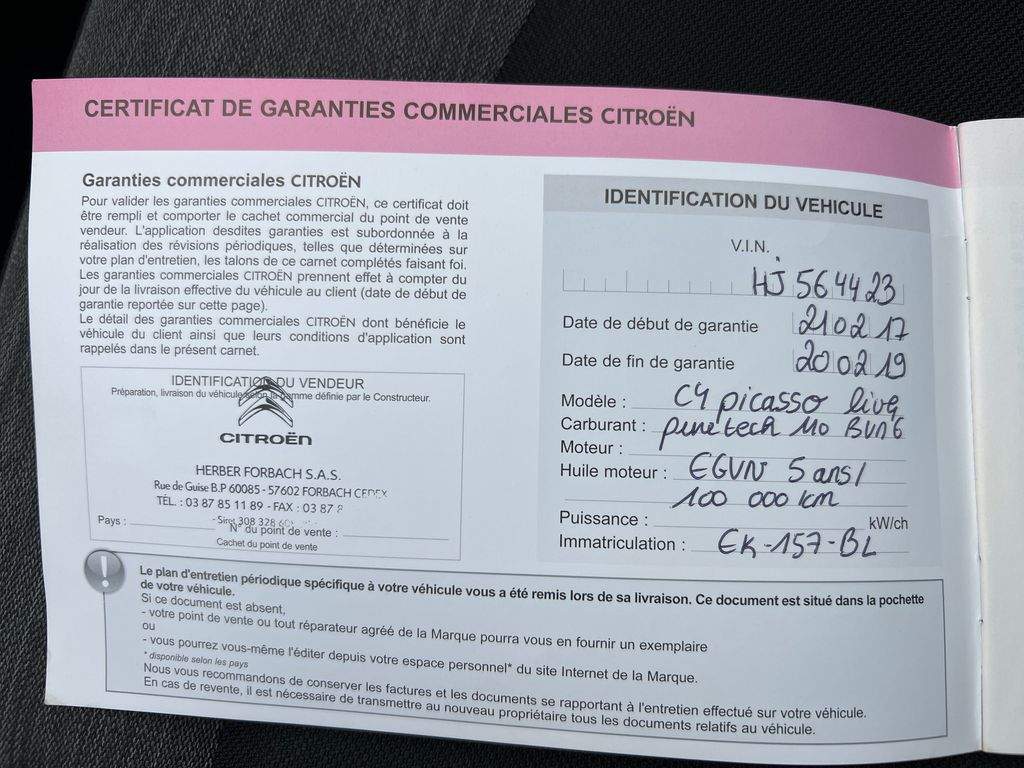 CERTIFICAT DE GARANTIES COMMERCIALES CITROËN
Garanties commerciales CITROËN
Pour valider les garanties commerciales CITROËN, ce certificat doit
être rempli et comporter le cachet commercial du point de vente
vendeur. L'application desdites garanties est subordonnée à la
réalisation des révisions périodiques, telles que déterminées sur
votre plan d'entretien, les talons de ce carnet complétés faisant foi.
Les garanties commerciales CITROËN prennent effet à compter du
jour de la livraison effective du véhicule au client (date de début de
garantie reportée sur cette page).
Le détail des garanties commerciales CITROËN dont bénéficie le
véhicule du client ainsi que leurs conditions d'application sont
rappelés dans le présent carnet.
IDENTIFICATION DU VENDEUR
Préparation, livraison du véhicule selon la gamme définie par le Constructeur.
CITROËN
HERBER FORBACH S.A.S.
Rue de Guise B.P 60085 - 57602 FORBACH CEDEX
TÉL. : 03 87 85 11 89 - FAX : 03 87 8
- Siret 308 328
Pays :
N° du point de vente :
Cachet du point de vente
IDENTIFICATION DU VEHICULE
V.I.N.
HJ 564423
Date de début de garantie 210217
Date de fin de garantie 200219
Modèle : C4 picasso live
Carburant : puretech 110 BVM6
Moteur :
Huile moteur : EGVN 5 ans/
100 000 km
Puissance : kW/ch
Immatriculation : EK-157-BL
! Le plan d'entretien périodique spécifique à votre véhicule vous a été remis lors de sa livraison. Ce document est situé dans la pochette
de votre véhicule.
Si ce document est absent,
- votre point de vente ou tout réparateur agréé de la Marque pourra vous en fournir un exemplaire
ou
- vous pourrez vous-même l'éditer depuis votre espace personnel* du site Internet de la Marque.
* disponible selon les pays
Nous vous recommandons de conserver les factures et les documents se rapportant à l'entretien effectué sur votre véhicule.
En cas de revente, il est nécessaire de transmettre au nouveau propriétaire tous les documents relatifs au véhicule.